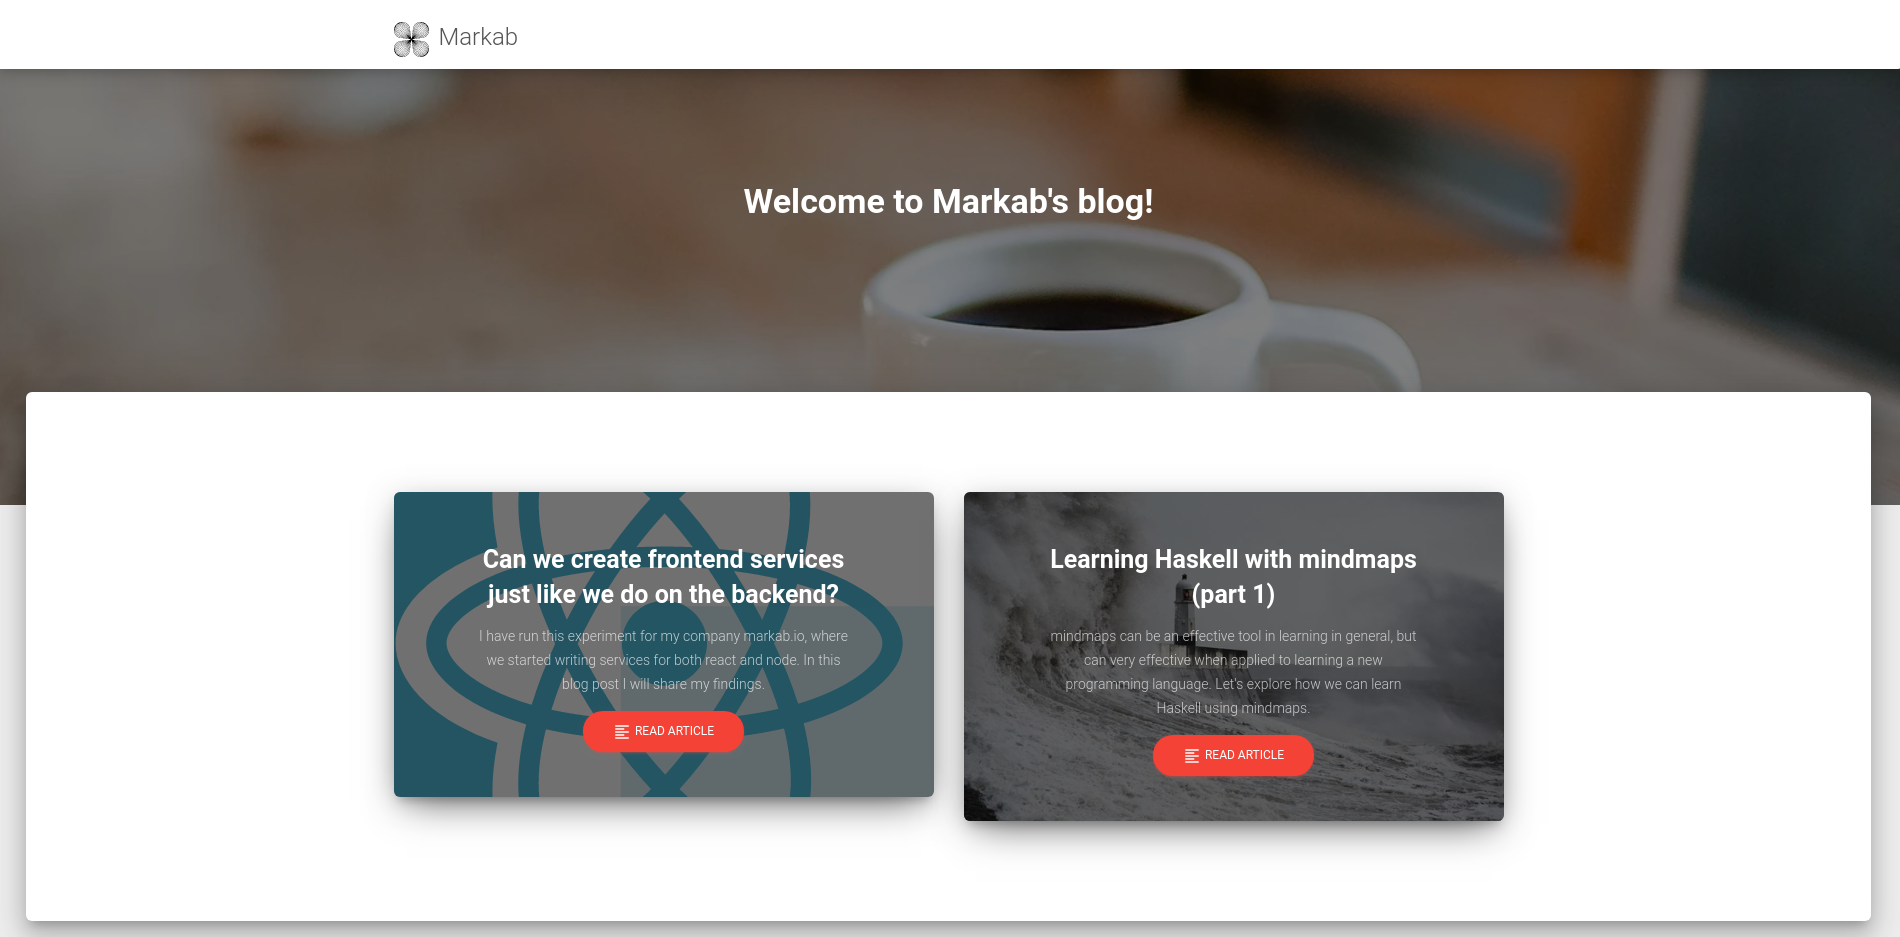 Markab
Welcome to Markab's blog!
Can we create frontend services
just like we do on the backend?
I have run this experiment for my company markab.io, where
we started writing services for both react and node. In this
blog post I will share my findings.
READ ARTICLE
Learning Haskell with mindmaps
(part 1)
mindmaps can be an effective tool in learning in general, but
can very effective when applied to learning a new
programming language. Let's explore how we can learn
Haskell using mindmaps.
READ ARTICLE